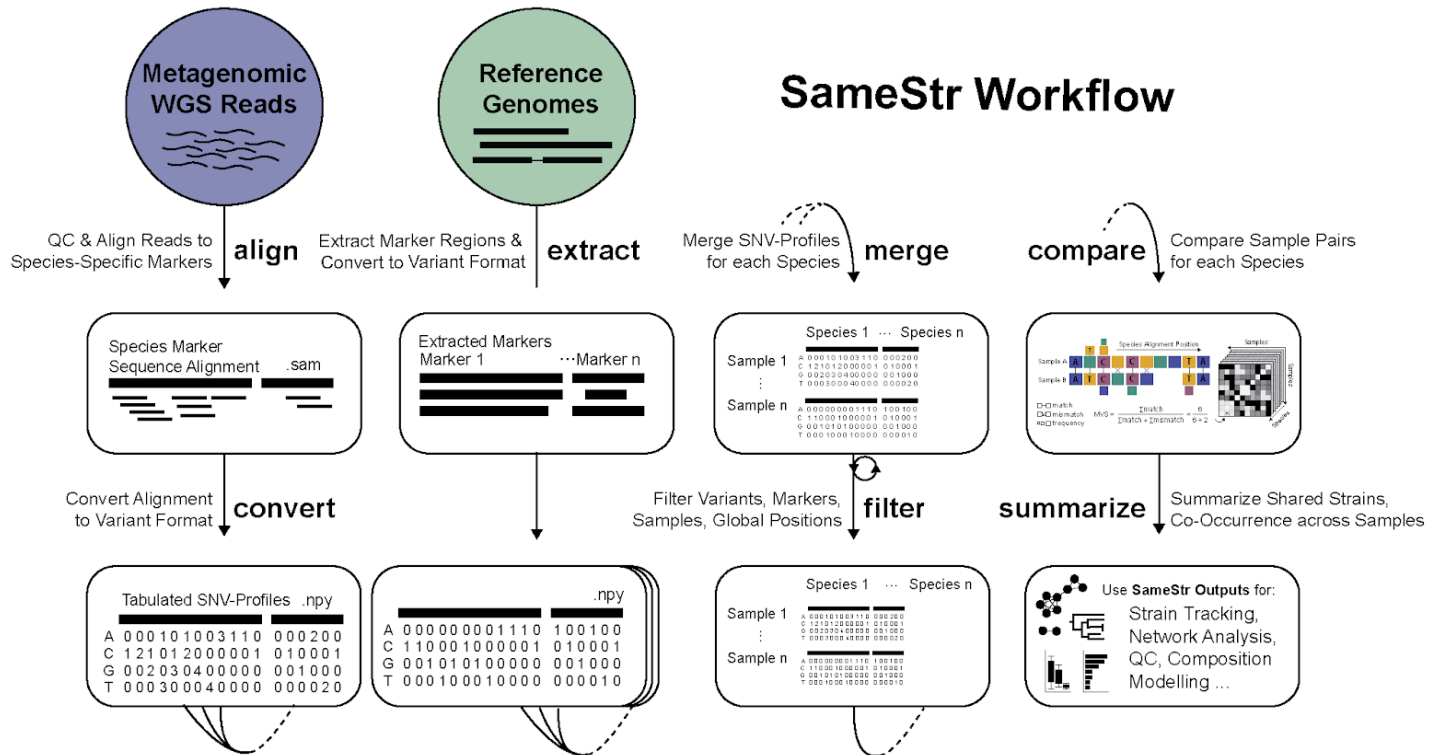 Metagenomic
WGS Reads
Reference
Genomes
SameStr Workflow
QC & Align Reads to
Species-Specific Markers
align
Extract Marker Regions &
Convert to Variant Format
extract
Merge SNV-Profiles
for each Species
merge
compare
Compare Sample Pairs
for each Species
Species Marker
Sequence Alignment .sam
Extracted Markers
Marker 1 ...Marker n
Species 1 ... Species n
Sample 1
A 0 0 0 1 0 1 0 0 3 1 1 0 0 0 0 2 0 0
C 1 2 1 0 1 2 0 0 0 0 0 1 0 1 0 0 0 1
G 0 0 2 0 3 0 4 0 0 0 0 0 0 0 1 0 0 0
T 0 0 0 3 0 0 0 4 0 0 0 0 0 0 0 0 2 0
Sample n
A 0 0 0 0 0 0 0 0 1 1 1 0 1 0 0 1 0 0
C 1 1 0 0 0 1 0 0 0 0 0 1 0 1 0 0 0 1
G 0 0 1 0 1 0 1 0 0 0 0 0 0 0 1 0 0 0
T 0 0 0 1 0 0 0 1 0 0 0 0 0 0 0 0 1 0
Species Alignment Position
T C
Sample A A C C T A
Sample B A T C C T A
match
mismatch
frequency
MVS = Σmatch / Σmatch + Σmismatch = 6 / 6 + 2
Samples
Samples
Species
Convert Alignment
to Variant Format
convert
Filter Variants, Markers,
Samples, Global Positions
filter
summarize
Summarize Shared Strains,
Co-Occurrence across Samples
Tabulated SNV-Profiles .npy
A 0 0 0 1 0 1 0 0 3 1 1 0 0 0 0 2 0 0
C 1 2 1 0 1 2 0 0 0 0 0 1 0 1 0 0 0 1
G 0 0 2 0 3 0 4 0 0 0 0 0 0 1 0 0 0
T 0 0 0 3 0 0 0 4 0 0 0 0 0 0 0 0 2 0
.npy
A 0 0 0 0 0 0 0 0 1 1 1 0 1 0 0 1 0 0
C 1 1 0 0 0 1 0 0 0 0 0 1 0 1 0 0 0 1
G 0 0 1 0 1 0 1 0 0 0 0 0 0 0 1 0 0 0
T 0 0 0 1 0 0 0 1 0 0 0 0 0 0 0 0 1 0
Species 1 ... Species n
Sample 1
Sample n
Use SameStr Outputs for:
Strain Tracking,
Network Analysis,
QC, Composition
Modelling ...